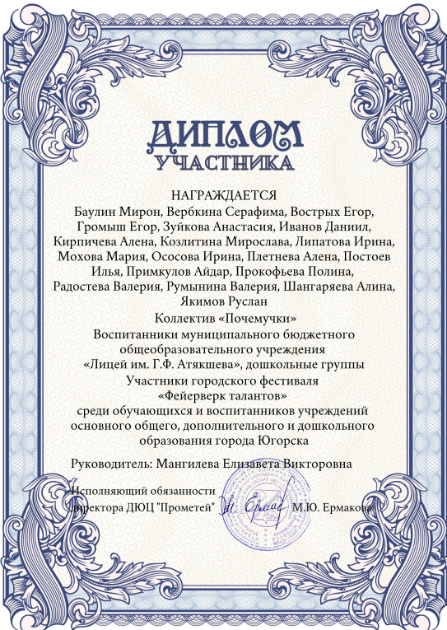 ДИПЛОМ
УЧАСТНИКА
НАГРАЖДАЕТСЯ
Баулин Мирон, Вербкина Серафима, Вострых Егор,
Громыш Егор, Зуйкова Анастасия, Иванов Даниил,
Кирпичева Алена, Козлитина Мирослава, Липатова Ирина,
Мохова Мария, Ососова Ирина, Плетнева Алена, Постоев
Илья, Примкулов Айдар, Прокофьева Полина,
Радостева Валерия, Румынина Валерия, Шангаряева Алина,
Якимов Руслан
Коллектив «Почемучки»
Воспитанники муниципального бюджетного
общеобразовательного учреждения
«Лицей им. Г.Ф. Атякшева», дошкольные группы
Участники городского фестиваля
«Фейерверк талантов»
среди обучающихся и воспитанников учреждений
основного общего, дополнительного и дошкольного
образования города Югорска
Руководитель: Мангилева Елизавета Викторовна
Исполняющий обязанности
директора ДЮЦ "Прометей" М.Ю. Ермакова